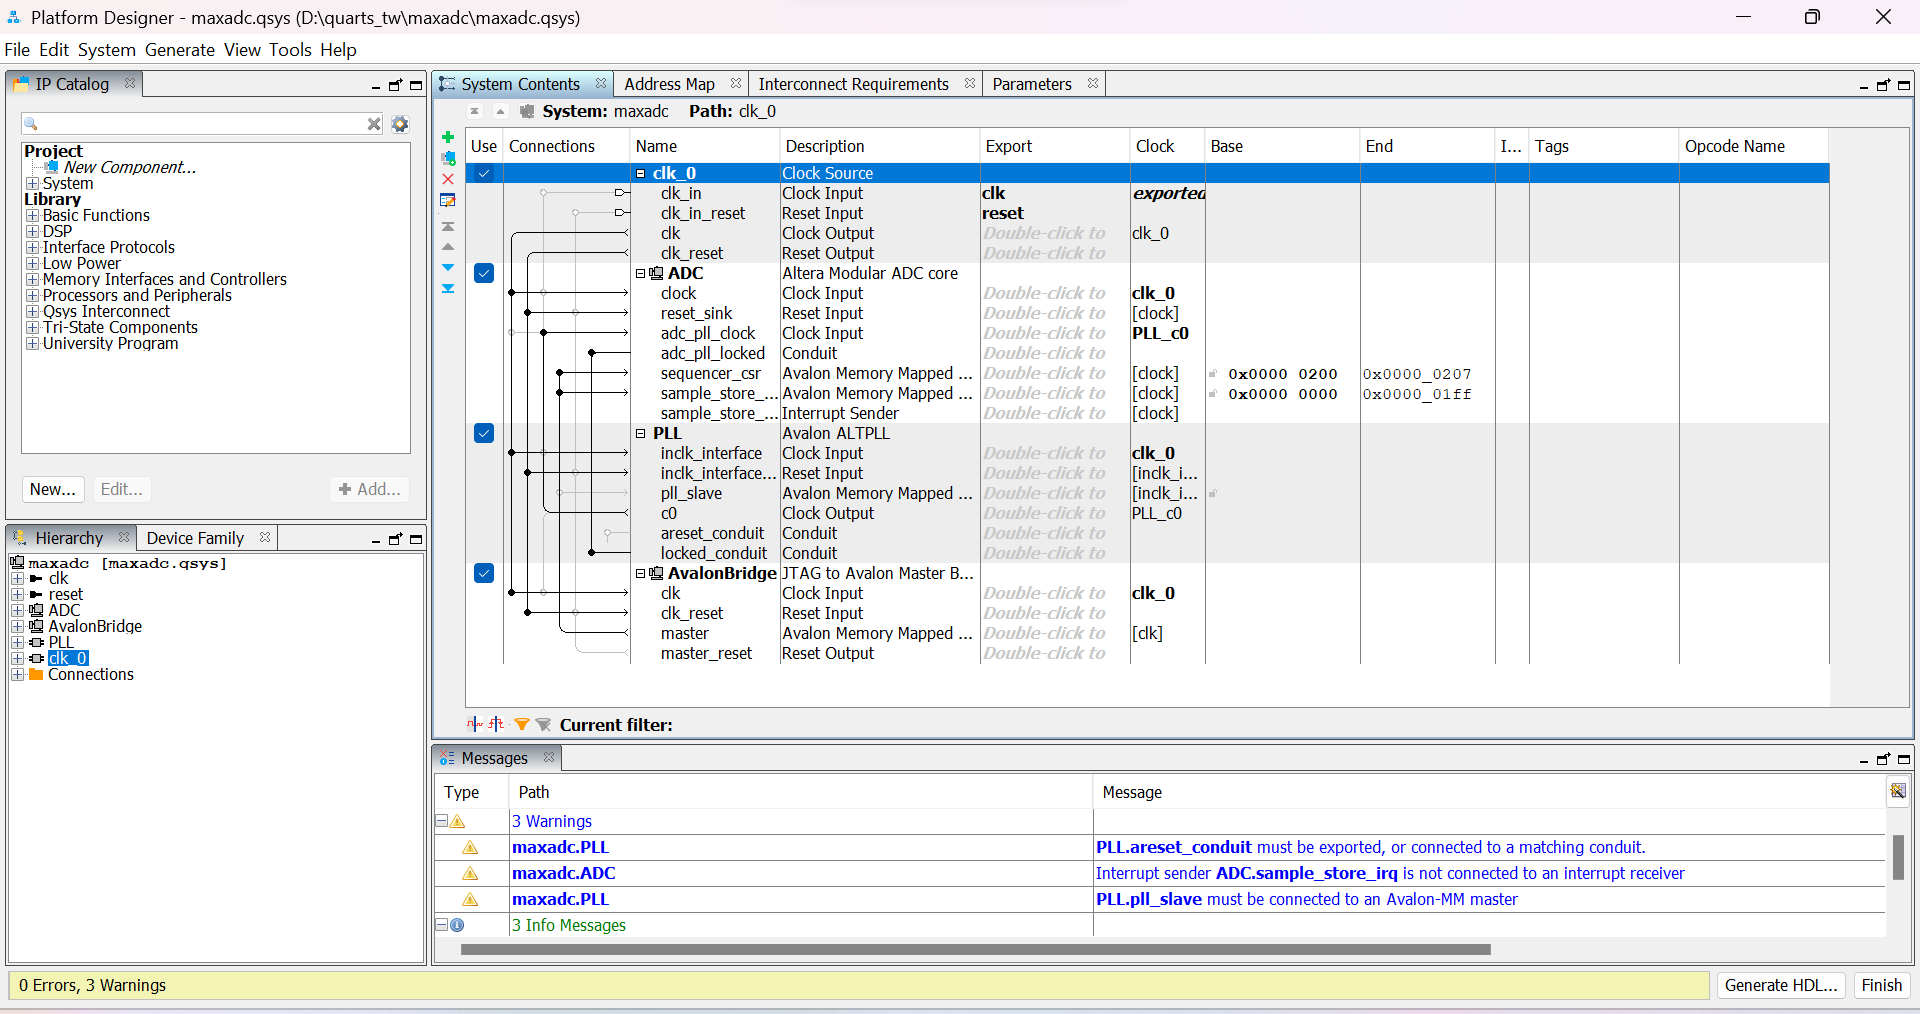 Platform Designer - maxadc.qsys (D:\quarts_tw\maxadc\maxadc.qsys)
File Edit System Generate View Tools Help
IP Catalog
Project
New Component...
System
Library
Basic Functions
DSP
Interface Protocols
Low Power
Memory Interfaces and Controllers
Processors and Peripherals
Qsys Interconnect
Tri-State Components
University Program
New... Edit... Add...
Hierarchy Device Family
maxadc [maxadc.qsys]
clk
reset
ADC
AvalonBridge
PLL
clk_0
Connections
System Contents Address Map Interconnect Requirements Parameters
System: maxadc Path: clk_0
Use Connections Name Description Export Clock Base End I... Tags Opcode Name
clk_0 Clock Source
clk_in Clock Input clk exported
clk_in_reset Reset Input reset
clk Clock Output Double-click to clk_0
clk_reset Reset Output Double-click to
ADC Altera Modular ADC core
clock Clock Input Double-click to clk_0
reset_sink Reset Input Double-click to [clock]
adc_pll_clock Clock Input Double-click to PLL_c0
adc_pll_locked Conduit Double-click to
sequencer_csr Avalon Memory Mapped ... Double-click to [clock] 0x0000 0200 0x0000_0207
sample_store_... Avalon Memory Mapped ... Double-click to [clock] 0x0000 0000 0x0000_01ff
sample_store_... Interrupt Sender Double-click to [clock]
PLL Avalon ALTPLL
inclk_interface Clock Input Double-click to clk_0
inclk_interface... Reset Input Double-click to [inclk_i...
pll_slave Avalon Memory Mapped ... Double-click to [inclk_i...
c0 Clock Output Double-click to PLL_c0
areset_conduit Conduit Double-click to
locked_conduit Conduit Double-click to
AvalonBridge JTAG to Avalon Master B...
clk Clock Input Double-click to clk_0
clk_reset Reset Input Double-click to
master Avalon Memory Mapped ... Double-click to [clk]
master_reset Reset Output Double-click to
Current filter:
Messages
Type Path Message
3 Warnings
maxadc.PLL PLL.areset_conduit must be exported, or connected to a matching conduit.
maxadc.ADC Interrupt sender ADC.sample_store_irq is not connected to an interrupt receiver
maxadc.PLL PLL.pll_slave must be connected to an Avalon-MM master
3 Info Messages
0 Errors, 3 Warnings
Generate HDL... Finish